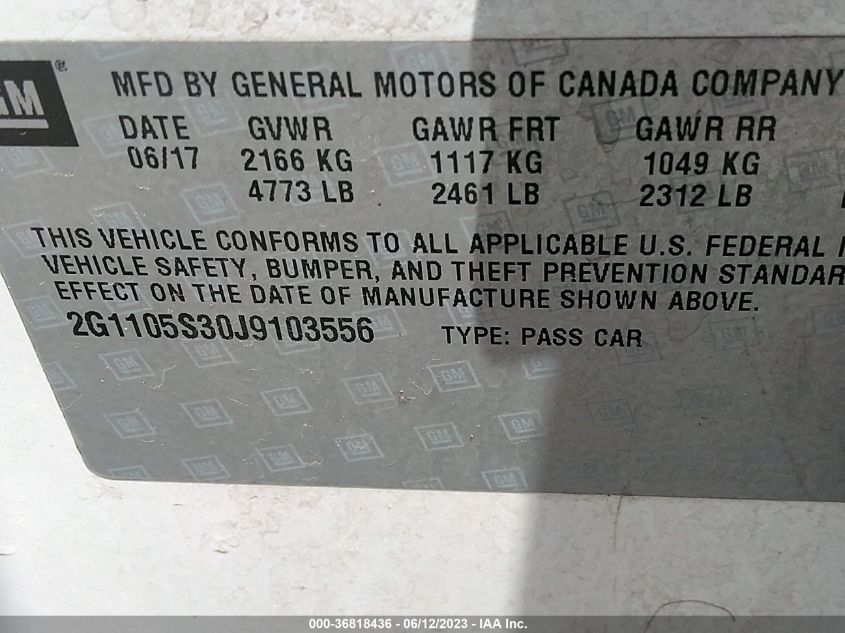 GM ®
MFD BY GENERAL MOTORS OF CANADA COMPANY
DATE GVWR GAWR FRT GAWR RR
06/17 2166 KG 1117 KG 1049 KG
4773 LB 2461 LB 2312 LB
THIS VEHICLE CONFORMS TO ALL APPLICABLE U.S. FEDERAL
VEHICLE SAFETY, BUMPER, AND THEFT PREVENTION STANDAR
EFFECT ON THE DATE OF MANUFACTURE SHOWN ABOVE.
2G1105S30J9103556 TYPE: PASS CAR
000-36818436 - 06/12/2023 - IAA Inc.